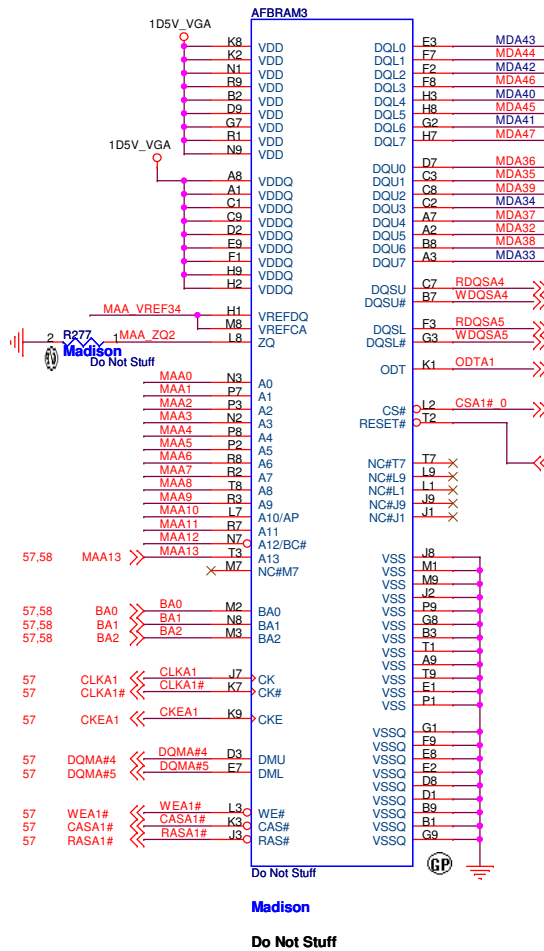 AFBRAM3
1D5V_VGA
K8 VDD DQL0 E3 MDA43
K2 VDD DQL1 F7 MDA44
N1 VDD DQL2 F2 MDA42
R9 VDD DQL3 F8 MDA46
B2 VDD DQL4 H3 MDA40
D9 VDD DQL5 H8 MDA45
G7 VDD DQL6 G2 MDA41
R1 VDD DQL7 H7 MDA47
N9 VDD
1D5V_VGA
DQU0 D7 MDA36
A8 VDDQ DQU1 C3 MDA35
A1 VDDQ DQU2 C8 MDA39
C1 VDDQ DQU3 C2 MDA34
C9 VDDQ DQU4 A7 MDA37
D2 VDDQ DQU5 A2 MDA32
E9 VDDQ DQU6 B8 MDA38
F1 VDDQ DQU7 A3 MDA33
H9 VDDQ
H2 VDDQ DQSU C7 RDQSA4
DQSU# B7 WDQSA4
MAA_VREF34 H1 VREFDQ DQSL F3 RDQSA5
M8 VREFCA DQSL# G3 WDQSA5
2 R277 1 MAA_ZQ2 L8 ZQ
Madison
Do Not Stuff
ODT K1 ODTA1
MAA0 N3 A0
MAA1 P7 A1
MAA2 P3 A2 CS# L2 CSA1#_0
MAA3 N2 A3 RESET# T2
MAA4 P8 A4
MAA5 P2 A5
MAA6 R8 A6 NC#T7 T7
MAA7 R2 A7 NC#L9 L9
MAA8 T8 A8 NC#L1 L1
MAA9 R3 A9 NC#J9 J9
MAA10 L7 A10/AP NC#J1 J1
MAA11 R7 A11
MAA12 N7 A12/BC#
57,58 MAA13 MAA13 T3 A13 VSS J8
M7 NC#M7 VSS M1
VSS M9
VSS J2
57,58 BA0 BA0 M2 BA0 VSS P9
57,58 BA1 BA1 N8 BA1 VSS G8
57,58 BA2 BA2 M3 BA2 VSS B3
VSS T1
VSS A9
57 CLKA1 CLKA1 J7 CK VSS T9
57 CLKA1# CLKA1# K7 CK# VSS E1
VSS P1
57 CKEA1 CKEA1 K9 CKE
VSSQ G1
VSSQ F9
57 DQMA#4 DQMA#4 D3 DMU VSSQ E8
57 DQMA#5 DQMA#5 E7 DML VSSQ E2
VSSQ D8
VSSQ D1
57 WEA1# WEA1# L3 WE# VSSQ B9
57 CASA1# CASA1# K3 CAS# VSSQ B1
57 RASA1# RASA1# J3 RAS# VSSQ G9
GP
Do Not Stuff
Madison
Do Not Stuff